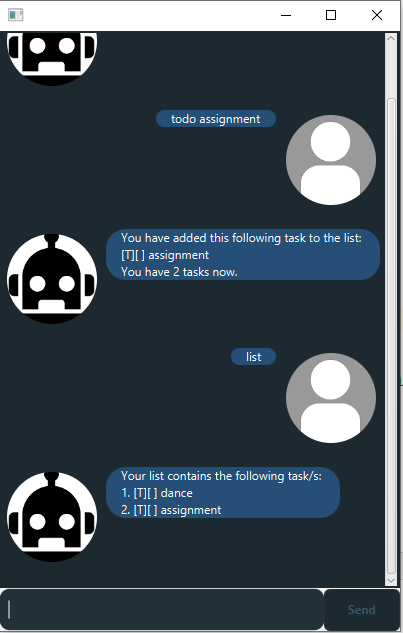 todo assignment
You have added this following task to the list:
[T][ ] assignment
You have 2 tasks now.
list
Your list contains the following task/s:
1. [T][ ] dance
2. [T][ ] assignment
Send